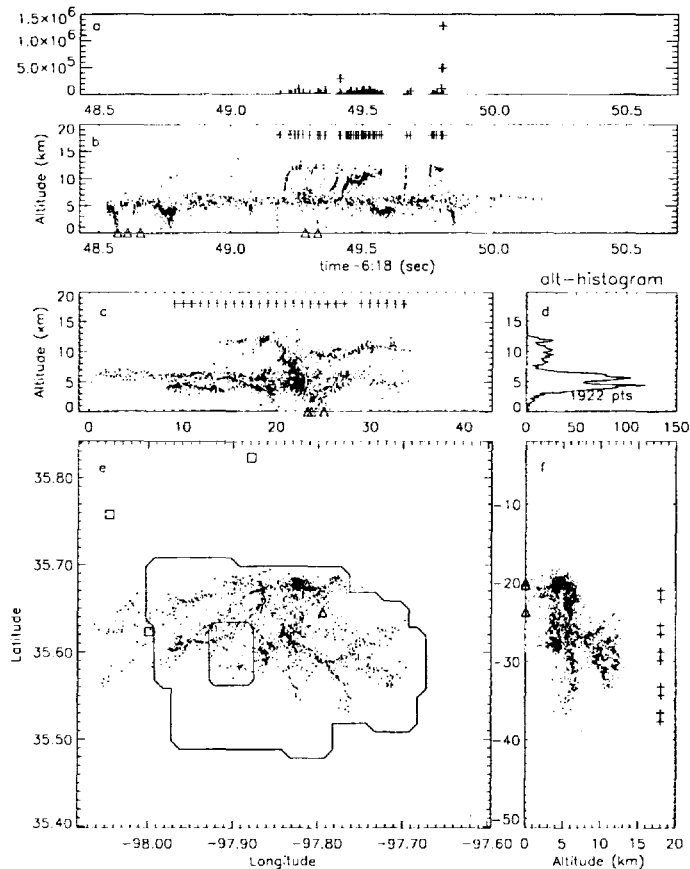 1.5×10⁶ a
1.0×10⁶
5.0×10⁵
0
48.5 49.0 49.5 50.0 50.5
20 b
15
10
5
0
Altitude (km)
48.5 49.0 49.5 50.0 50.5
time-6:18 (sec)
alt-histogram
20 c 20 d
15 15
10 10
5 5
0 0
Altitude (km)
1922 pts
0 10 20 30 40 0 50 100 150
e f
35.80 -10
35.70 -20
35.60 -30
35.50 -40
35.40 -50
Latitude
-98.00 -97.90 -97.80 -97.70 -97.60 0 5 10 15 20
Longitude Altitude (km)